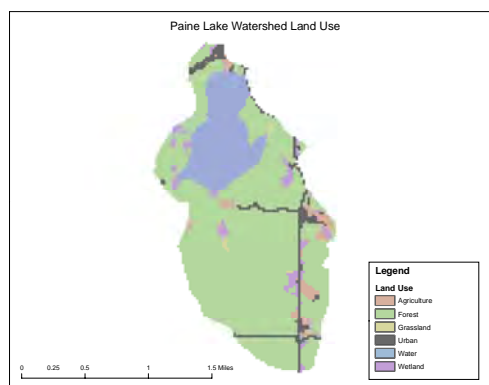 Paine Lake Watershed Land Use
Legend
Land Use
Agriculture
Forest
Grassland
Urban
Water
Wetland
0 0.25 0.5 1 1.5 Miles